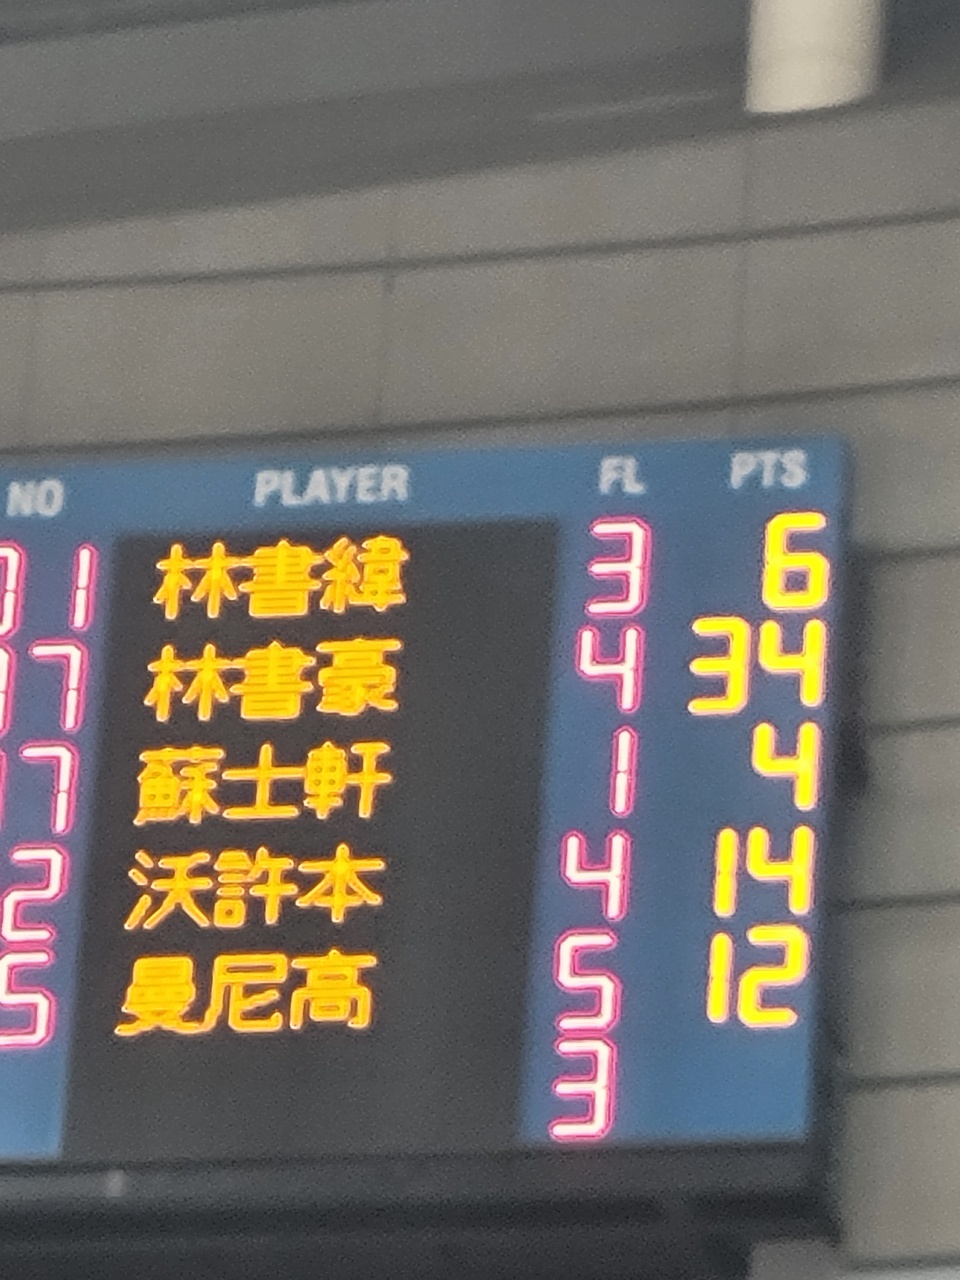 NO PLAYER FL PTS
01 林書緯 3 6
7 林書豪 4 34
7 蘇士軒 1 4
2 沃許本 4 14
5 曼尼高 5 12
3